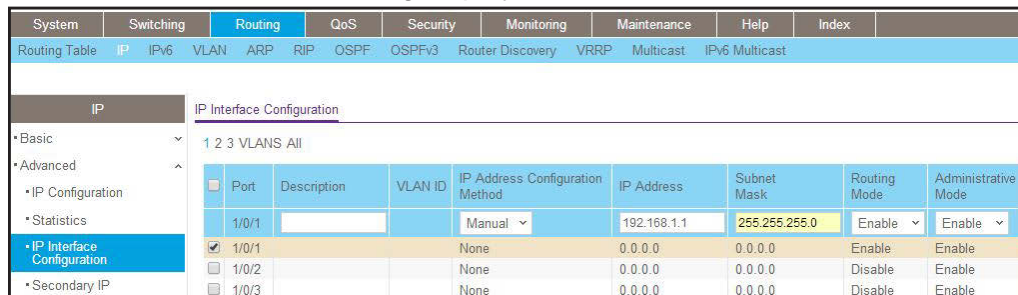 System Switching Routing QoS Security Monitoring Maintenance Help Index
Routing Table IP IPv6 VLAN ARP RIP OSPF OSPFv3 Router Discovery VRRP Multicast IPv6 Multicast
IP
Basic
Advanced
IP Configuration
Statistics
IP Interface
Configuration
Secondary IP
IP Interface Configuration
1 2 3 VLANS All
Port Description VLAN ID IP Address Configuration Method IP Address Subnet Mask Routing Mode Administrative Mode
1/0/1 Manual 192.168.1.1 255.255.255.0 Enable Enable
1/0/1 None 0.0.0.0 0.0.0.0 Enable Enable
1/0/2 None 0.0.0.0 0.0.0.0 Disable Enable
1/0/3 None 0.0.0.0 0.0.0.0 Disable Enable